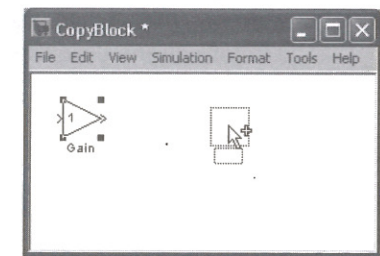 CopyBlock *
File Edit View Simulation Format Tools Help
1
Gain